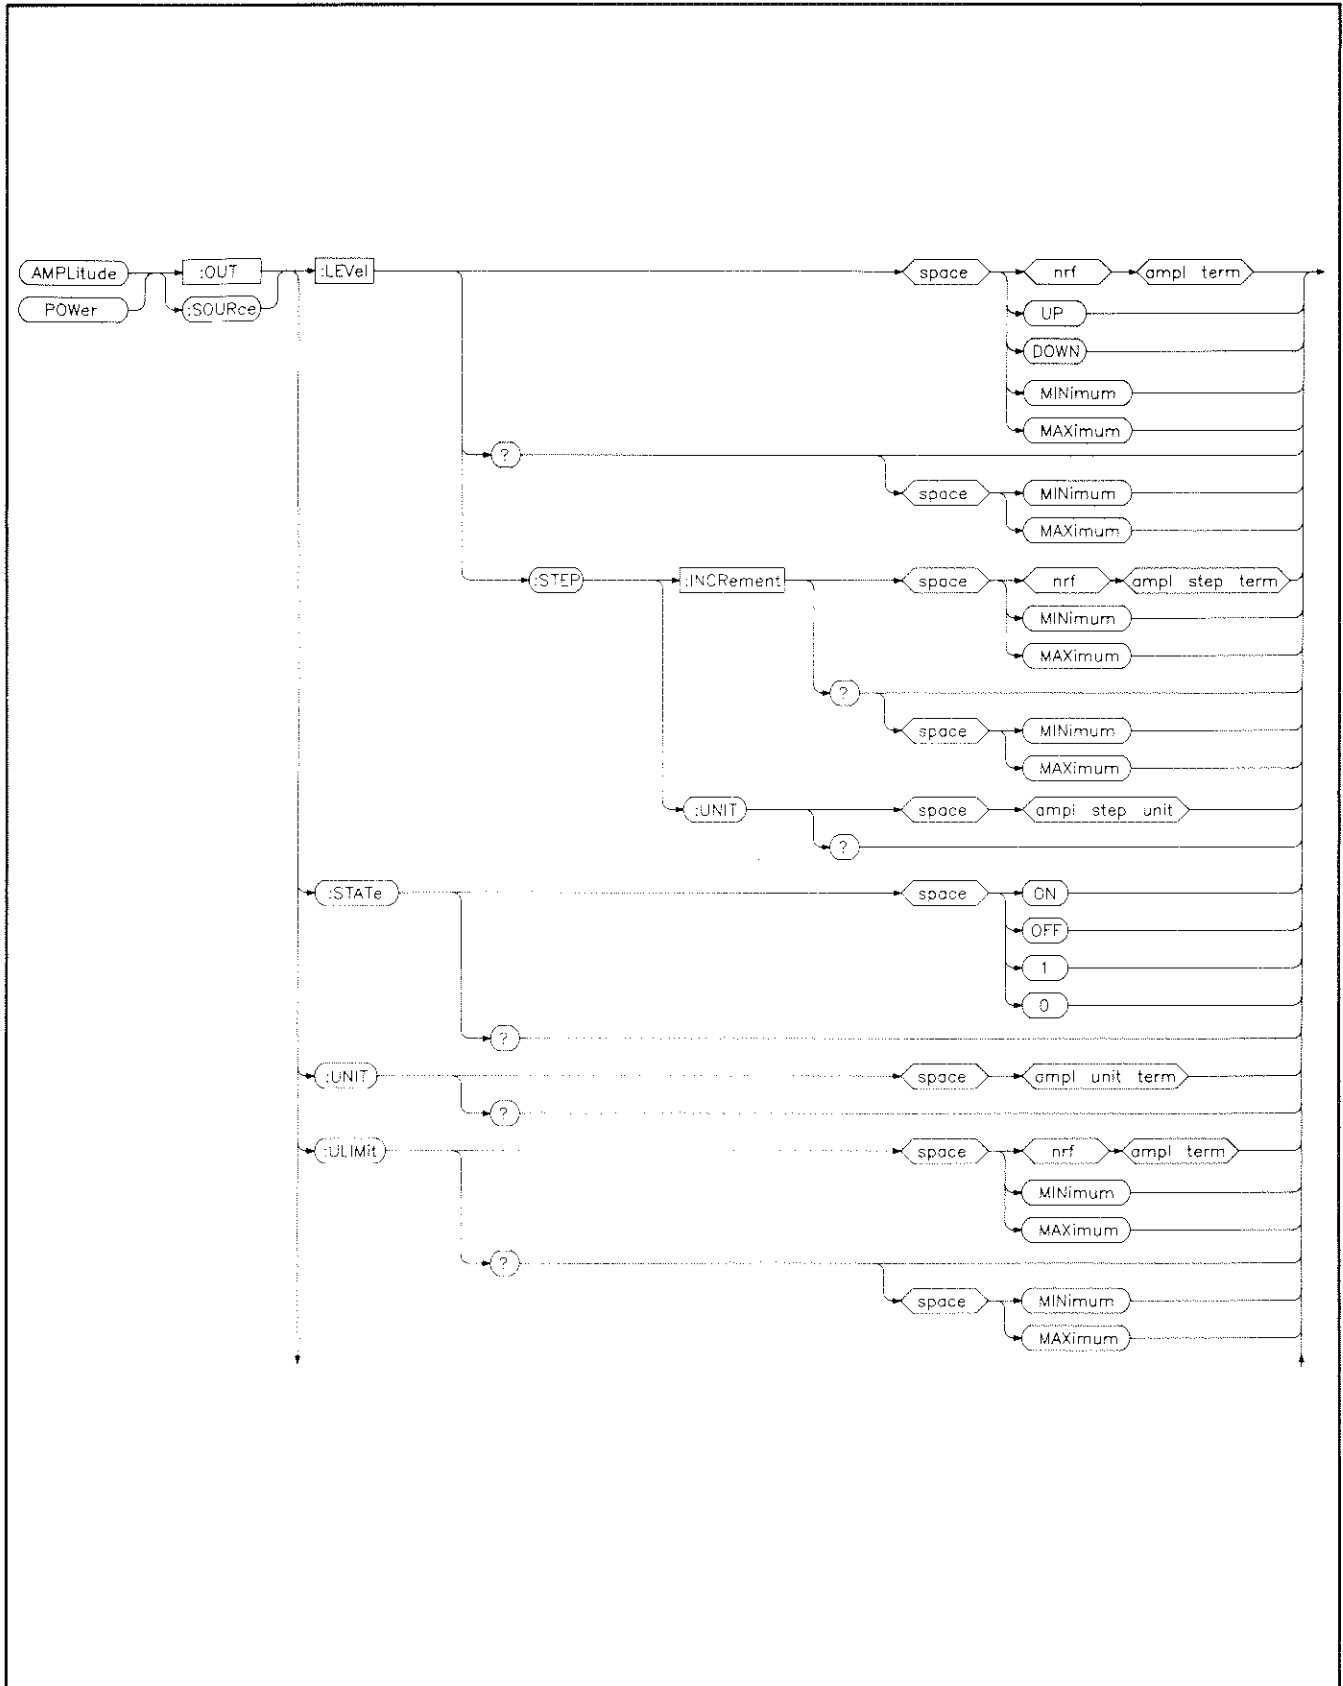 AMPLitude :OUT :LEVel space nrf ampl term
POWer :SOURce UP
DOWN
MINimum
MAXimum
?
space MINimum
MAXimum
:STEP :INCRement space nrf ampl step term
MINimum
MAXimum
?
space MINimum
MAXimum
:UNIT space ampl step unit
?
:STATe space ON
OFF
1
0
?
:UNIT space ampl unit term
?
:ULIMit space nrf ampl term
MINimum
MAXimum
?
space MINimum
MAXimum